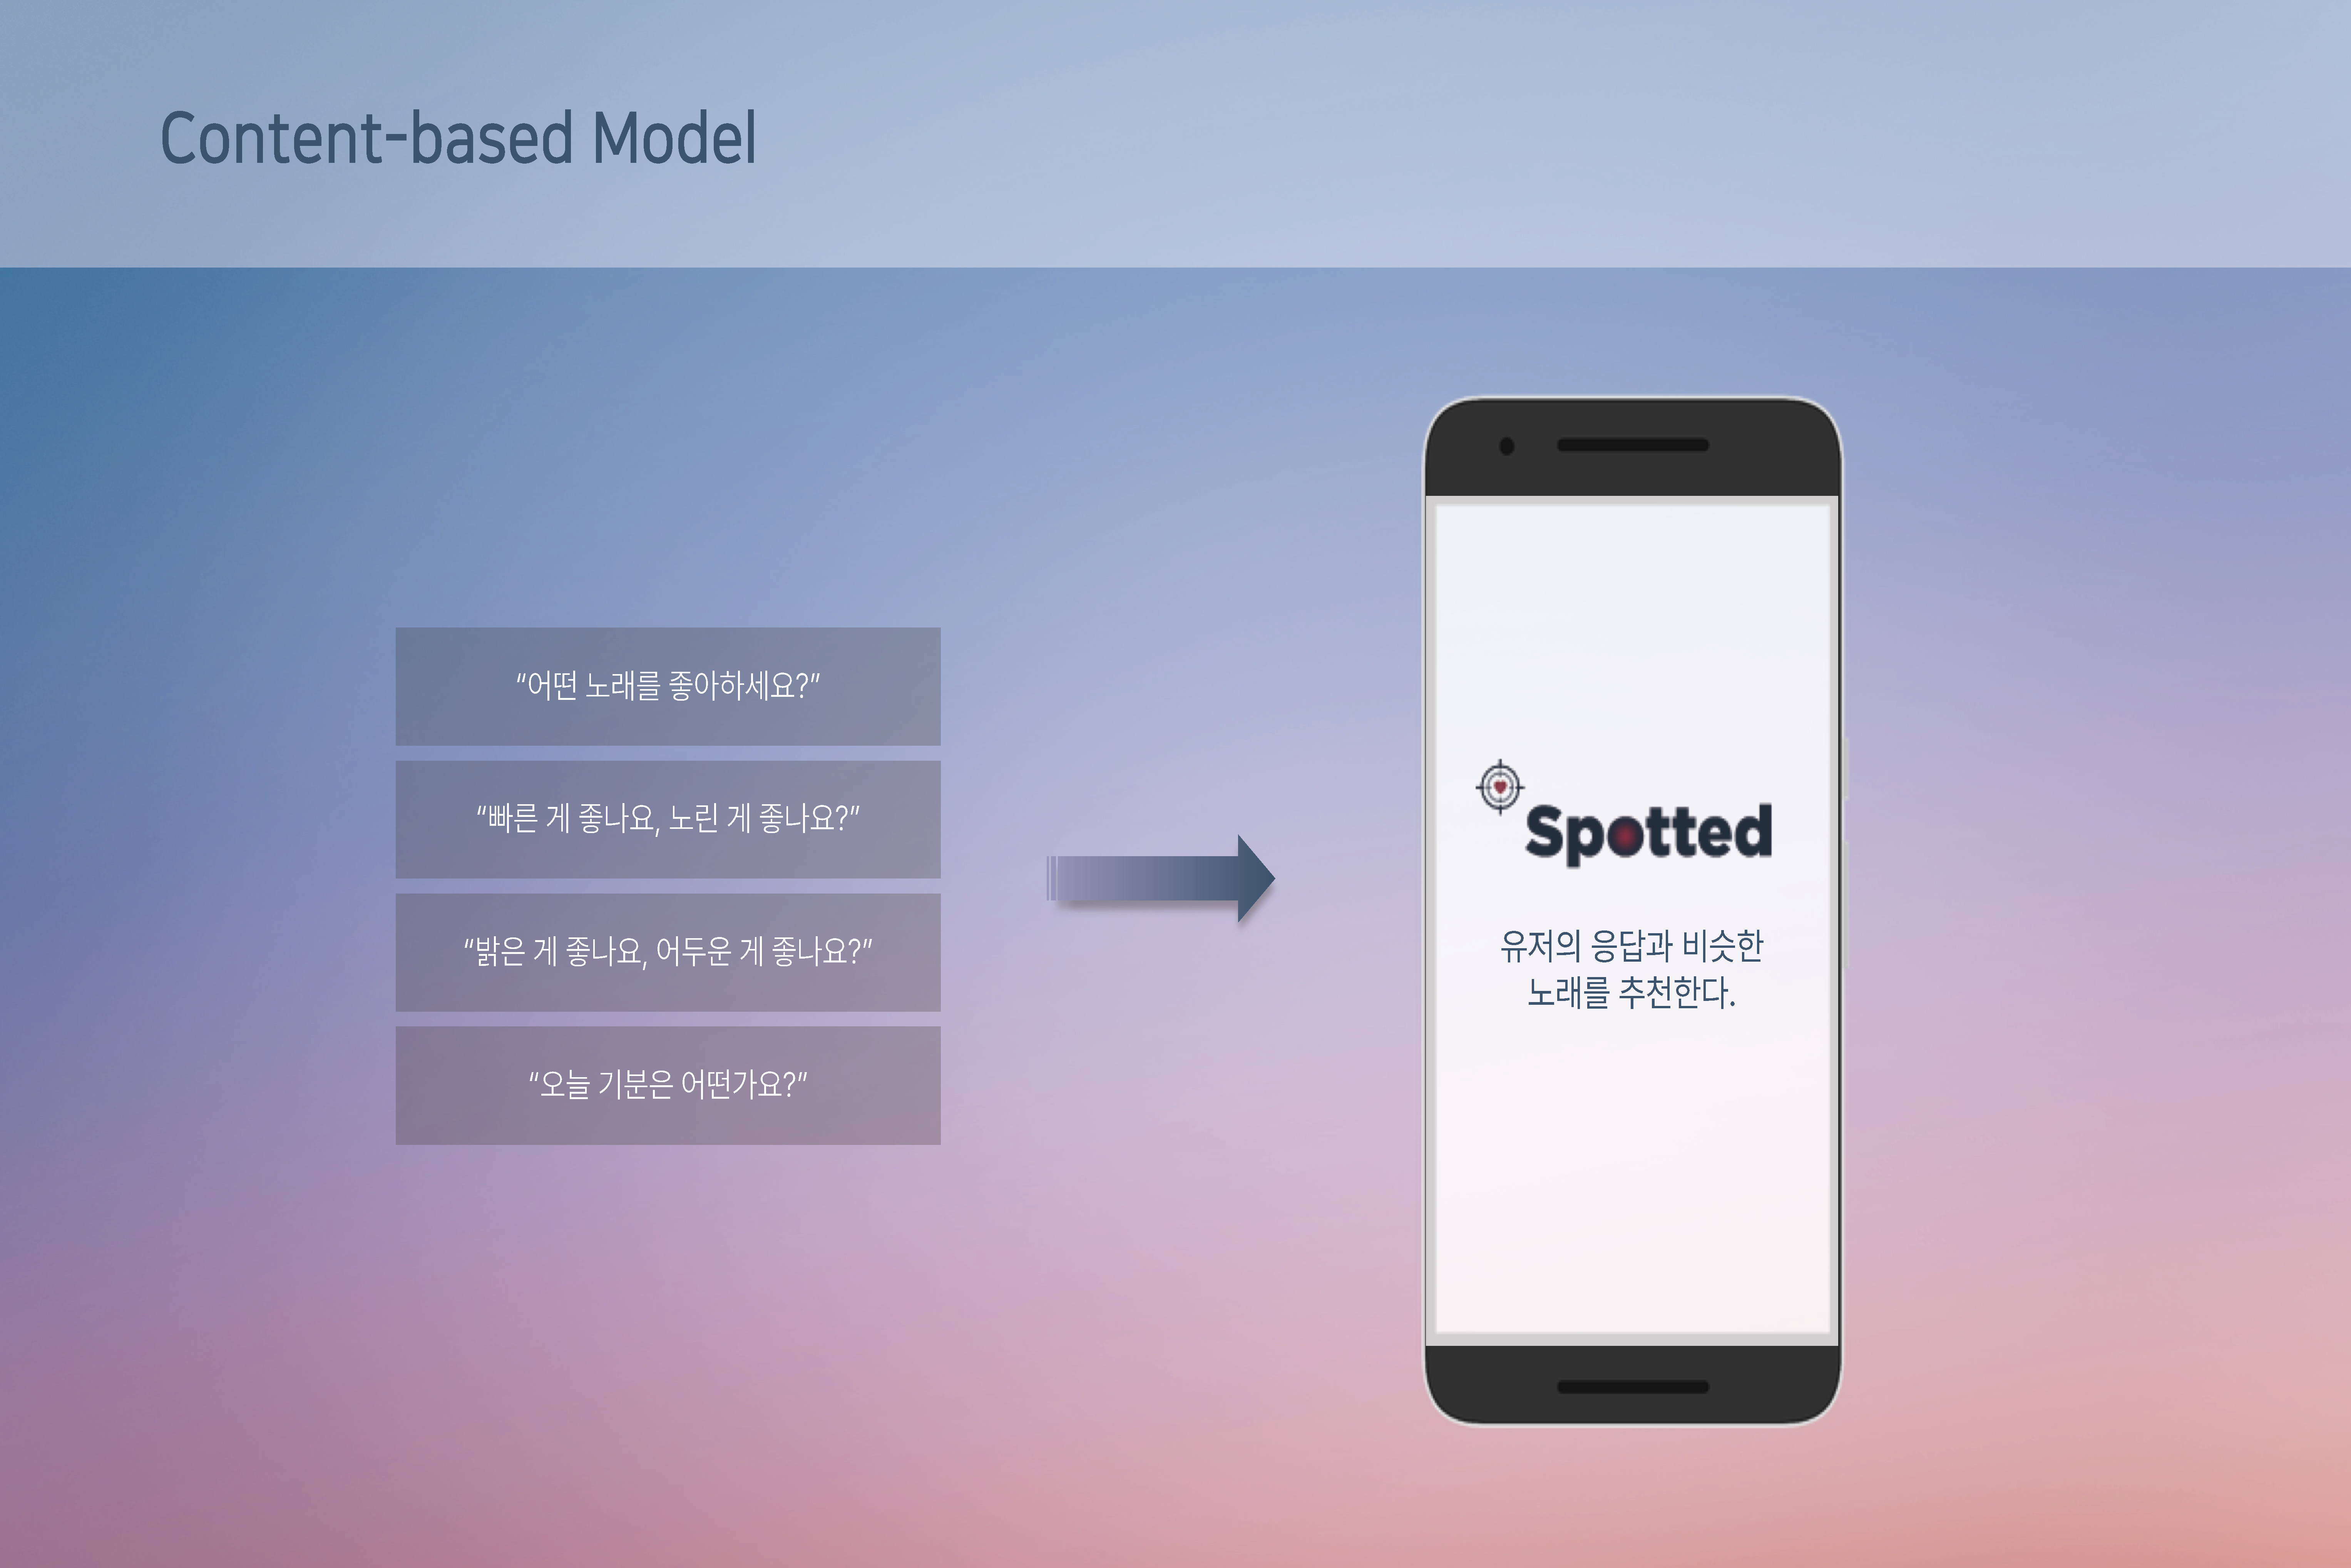 Content-based Model
“어떤 노래를 좋아하세요?”
“빠른 게 좋나요, 노린 게 좋나요?”
“밝은 게 좋나요, 어두운 게 좋나요?”
“오늘 기분은 어떤가요?”
Spotted
유저의 응답과 비슷한
노래를 추천한다.